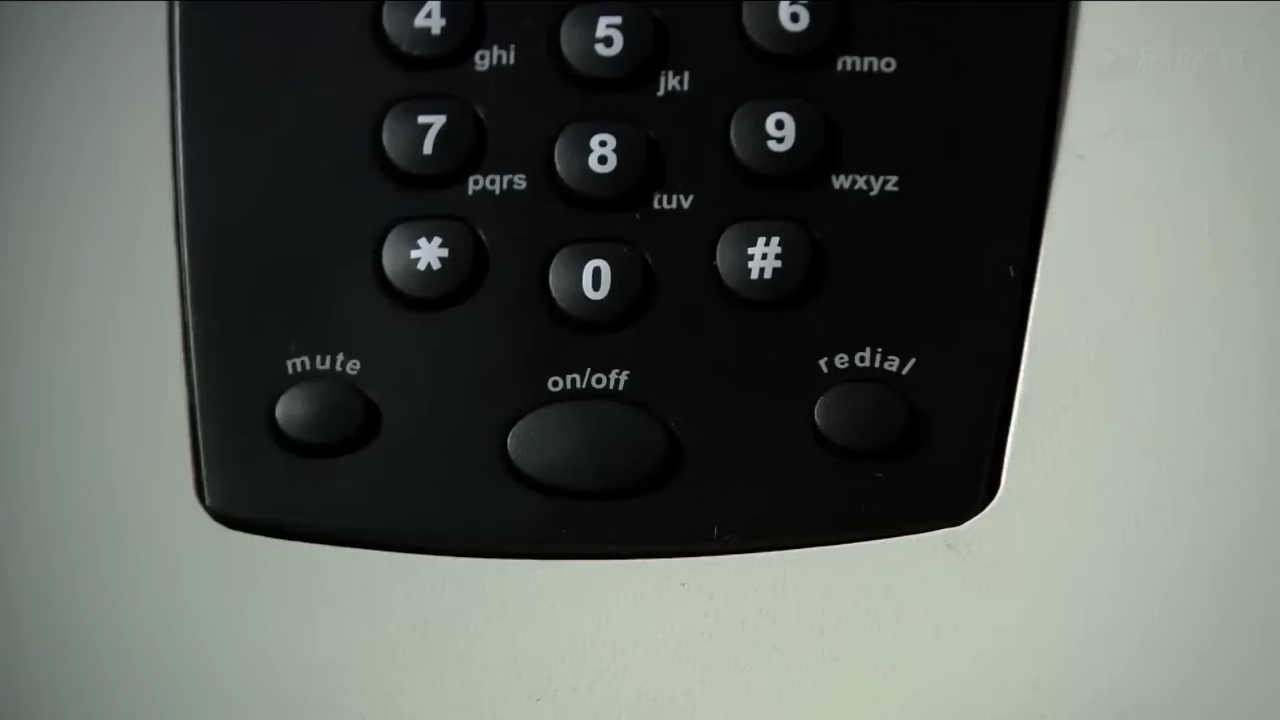 4 ghi 5 jkl 6 mno
7 pqrs 8 tuv 9 wxyz
* 0 #
mute on/off redial